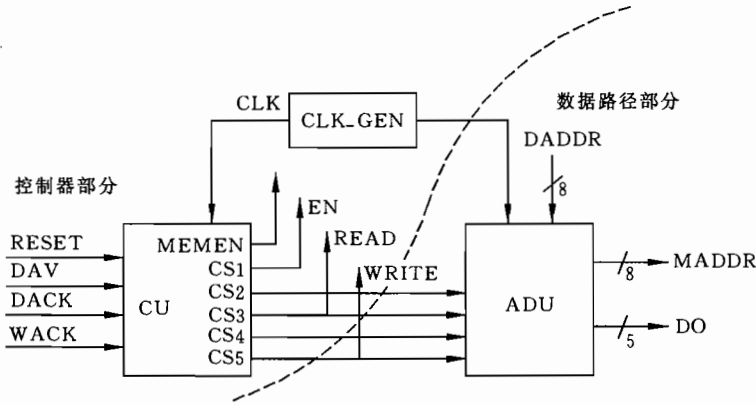 CLK
CLK_GEN
数据路径部分
DADDR
8
控制器部分
RESET
DAV
DACK
WACK
CU
MEMEN
CS1
CS2
CS3
CS4
CS5
EN
READ
WRITE
ADU
8
MADDR
5
DO